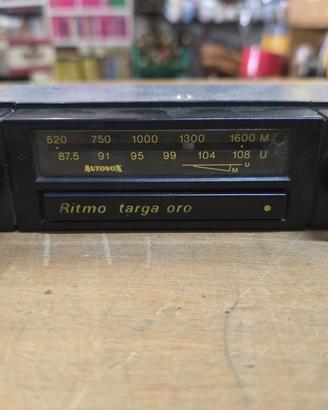 520 750 1000 1300 1600 M
87.5 91 95 99 104 108 U
AUTOVOX
U
M
Ritmo targa oro